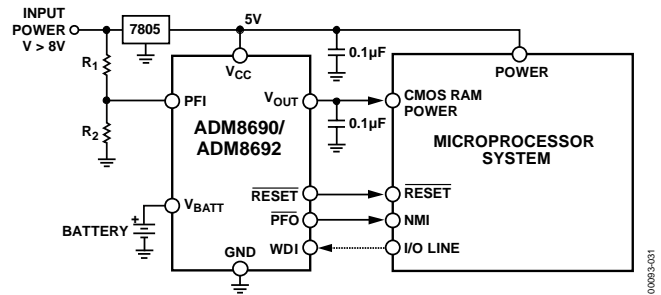 INPUT
POWER
V > 8V
7805
5V
R1
R2
0.1µF
VCC
PFI
VOUT
0.1µF
ADM8690/
ADM8692
VBATT
BATTERY
+
RESET
PFO
WDI
GND
POWER
CMOS RAM
POWER
MICROPROCESSOR
SYSTEM
RESET
NMI
I/O LINE
00093-031